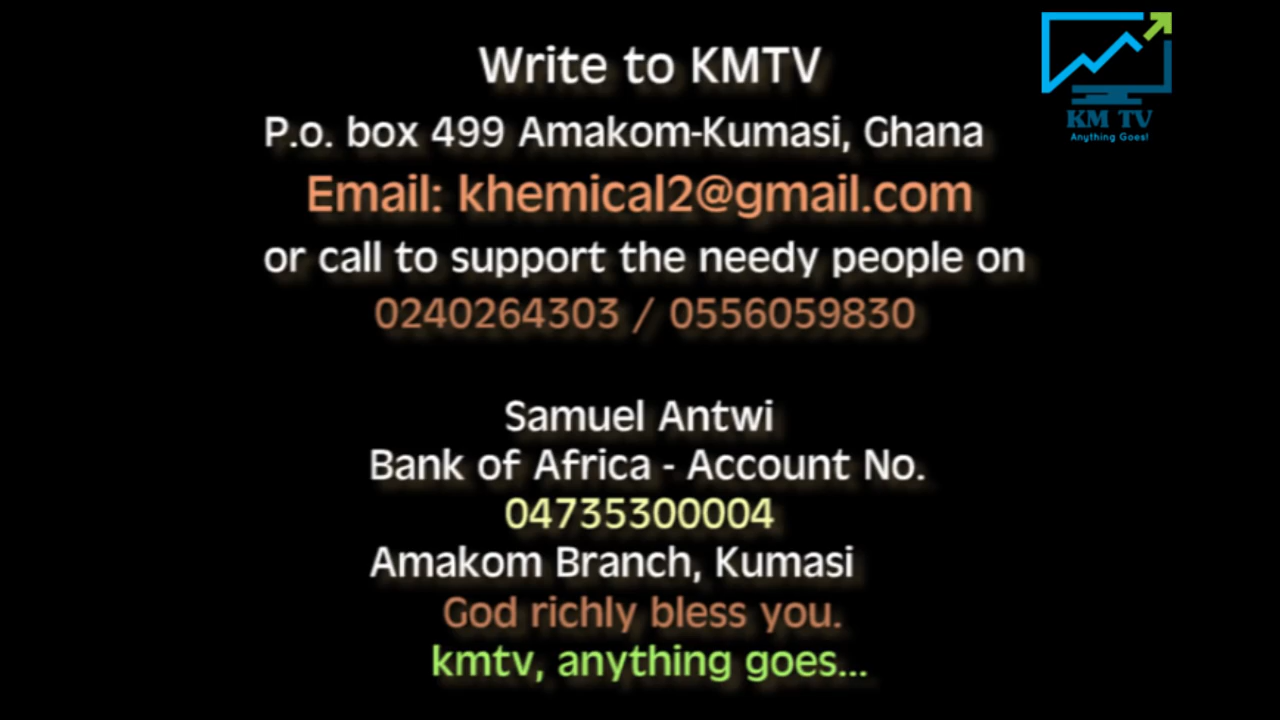 Write to KMTV
P.o. box 499 Amakom-Kumasi, Ghana
Email: khemical2@gmail.com
or call to support the needy people on
0240264303 / 0556059830
Samuel Antwi
Bank of Africa - Account No.
04735300004
Amakom Branch, Kumasi
God richly bless you.
kmtv, anything goes...
KM TV
Anything Goes!